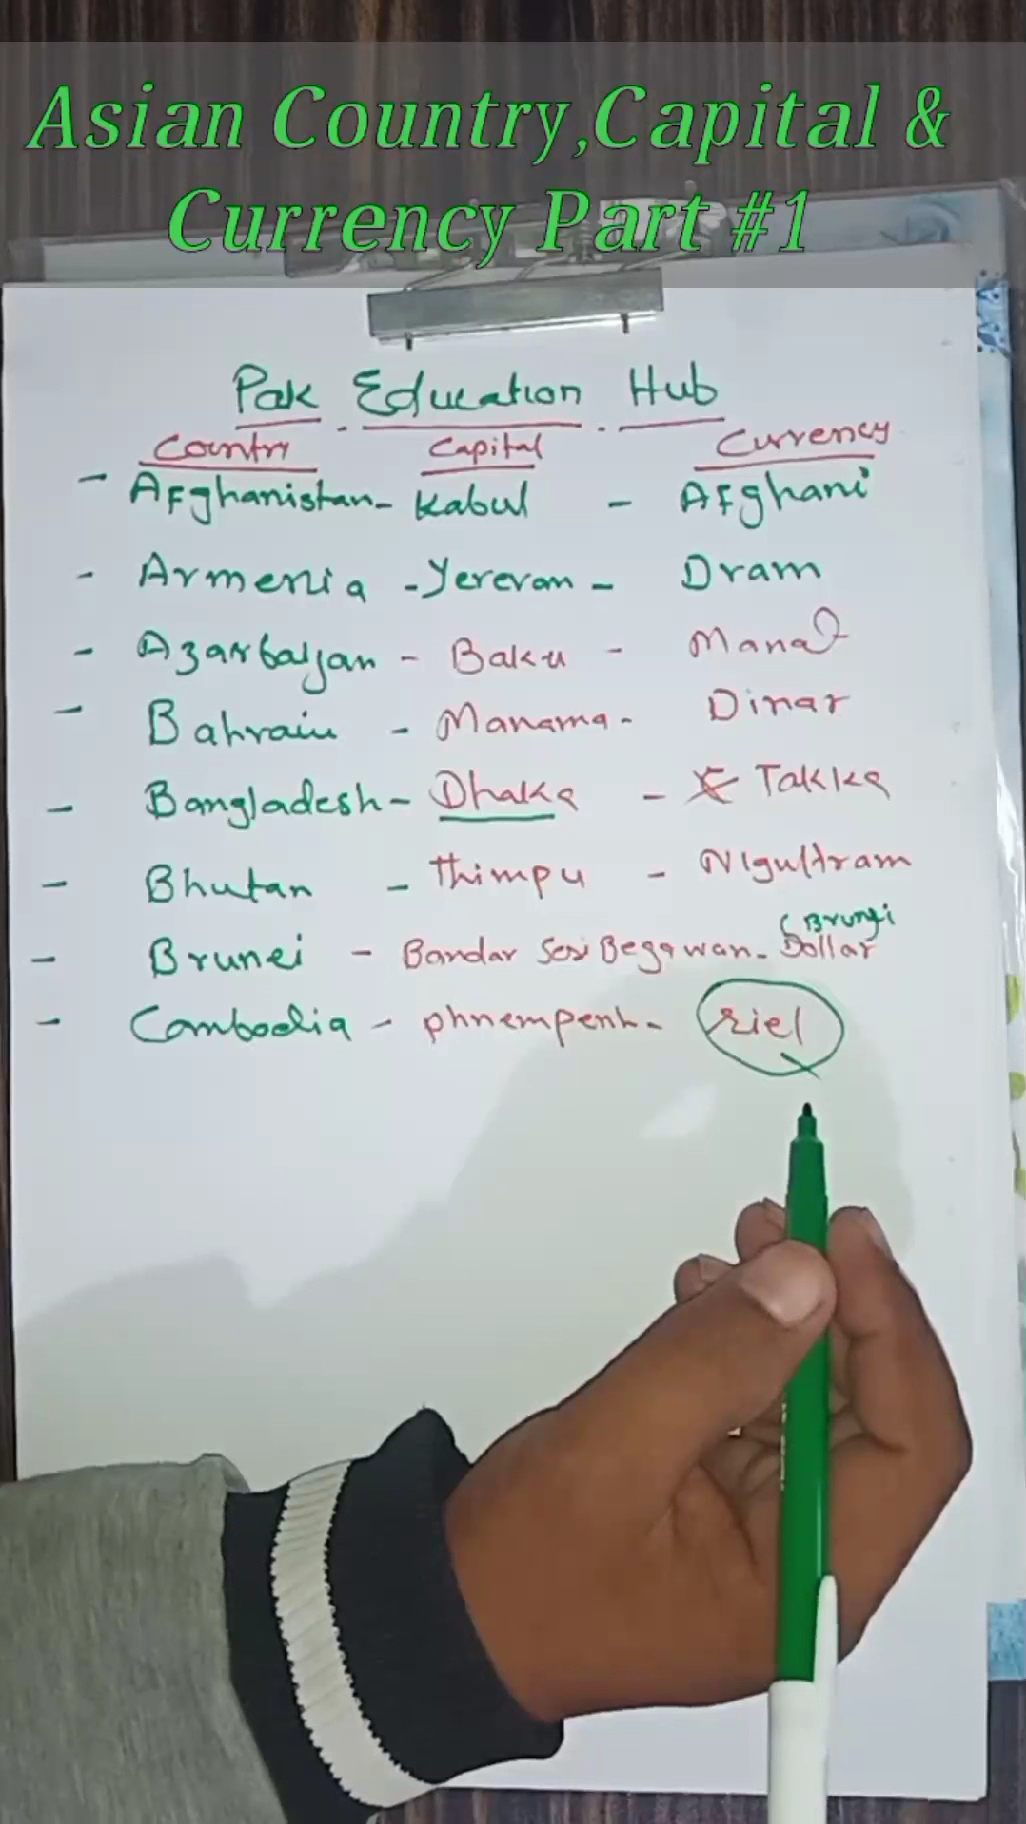 Asian Country,Capital &
Currency Part #1
Pak Education Hub
Country Capital Currency
- Afghanistan - Kabul - Afghani
- Armenia - Yerevan - Dram
- Azarbaijan - Baku - Manat
- Bahrain - Manama - Dinar
- Bangladesh - Dhaka - Takka
- Bhutan - Thimpu - Ngultram
(Brungi
- Brunei - Bandar Seri Begawan - Dollar
- Cambodia - phnempenh - riel